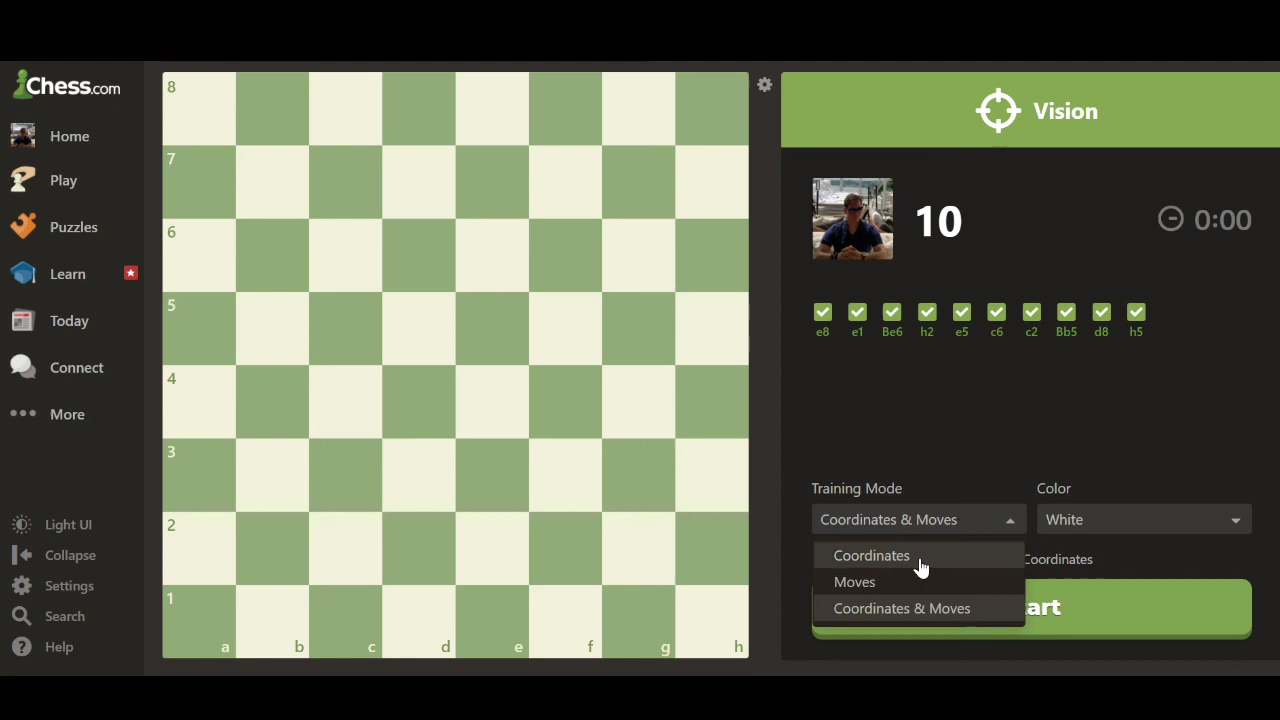 Chess.com
Home
Play
Puzzles
Learn
Today
Connect
More
Light UI
Collapse
Settings
Search
Help
8
7
6
5
4
3
2
1
a b c d e f g h
Vision
10
0:00
e8 e1 Be6 h2 e5 c6 c2 Bb5 d8 h5
Training Mode
Color
Coordinates & Moves
White
Coordinates
Moves
Coordinates & Moves
Coordinates
art